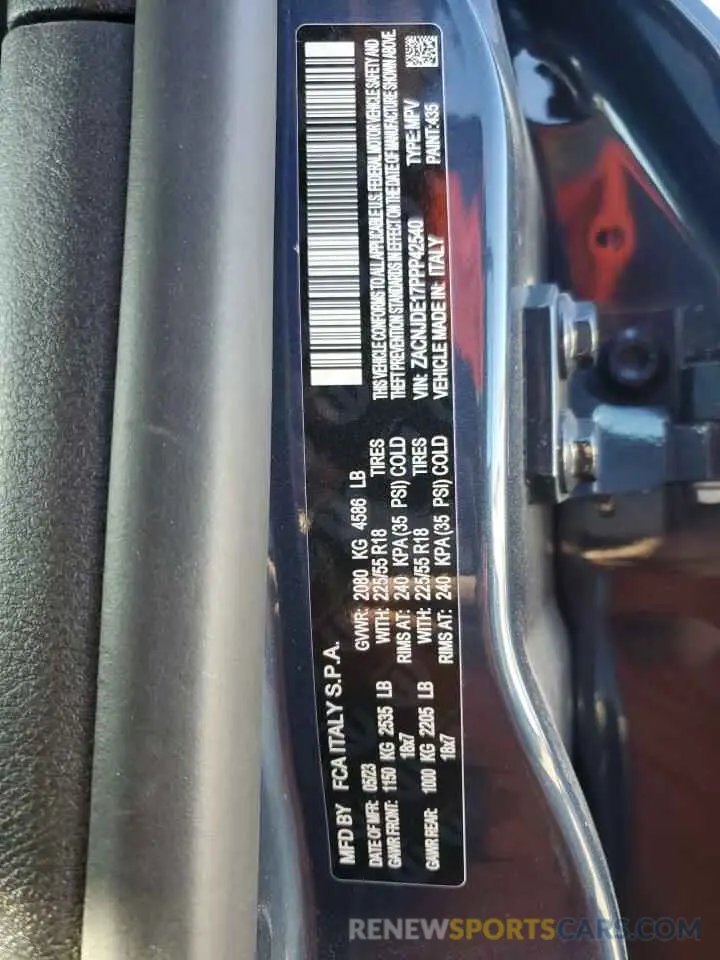 MFD BY FCA ITALY S.P.A.
DATE OF MFR: 05/23 GVWR: 2080 KG 4586 LB
GAWR FRONT: 1150 KG 2535 LB WITH: 225/55 R18 TIRES
18x7 RIMS AT: 240 KPA (35 PSI) COLD
GAWR REAR: 1000 KG 2205 LB WITH: 225/55 R18 TIRES
18x7 RIMS AT: 240 KPA (35 PSI) COLD
THIS VEHICLE CONFORMS TO ALL APPLICABLE U.S. FEDERAL MOTOR VEHICLE SAFETY AND
THEFT PREVENTION STANDARDS IN EFFECT ON THE DATE OF MANUFACTURE SHOWN ABOVE.
VIN: ZACNJDE17PPP42540 TYPE: MPV
VEHICLE MADE IN: ITALY PAINT: 435
RENEWSPORTSCARS.COM